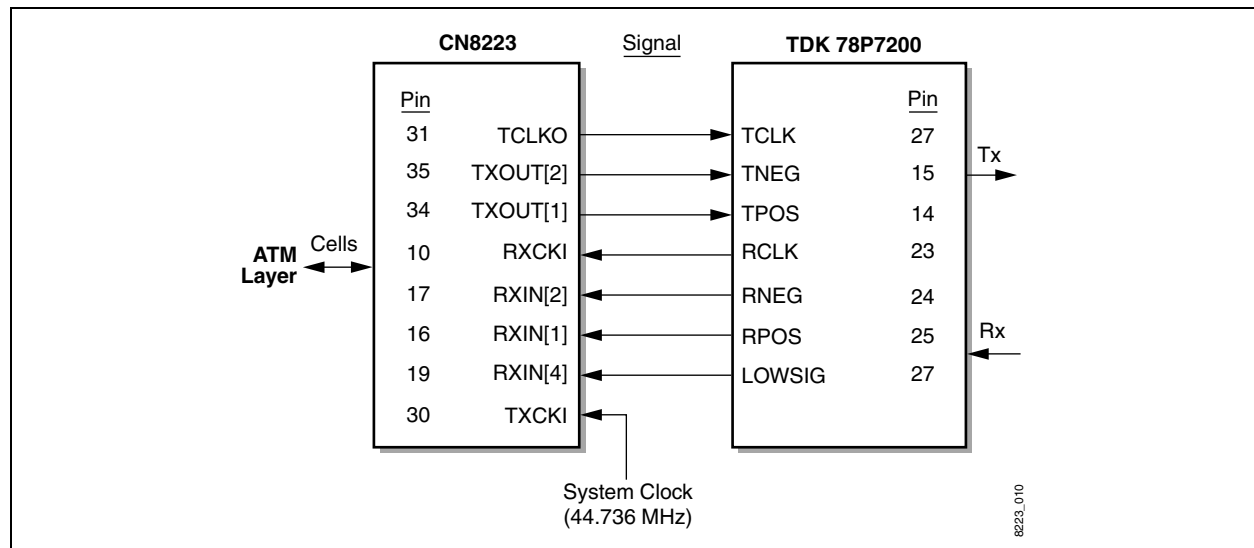 CN8223 Signal TDK 78P7200
Pin Pin
31 TCLKO TCLK 27
35 TXOUT[2] TNEG 15 Tx
34 TXOUT[1] TPOS 14
ATM Layer Cells 10 RXCKI RCLK 23
17 RXIN[2] RNEG 24
16 RXIN[1] RPOS 25 Rx
19 RXIN[4] LOWSIG 27
30 TXCKI
System Clock
(44.736 MHz)
8223_010